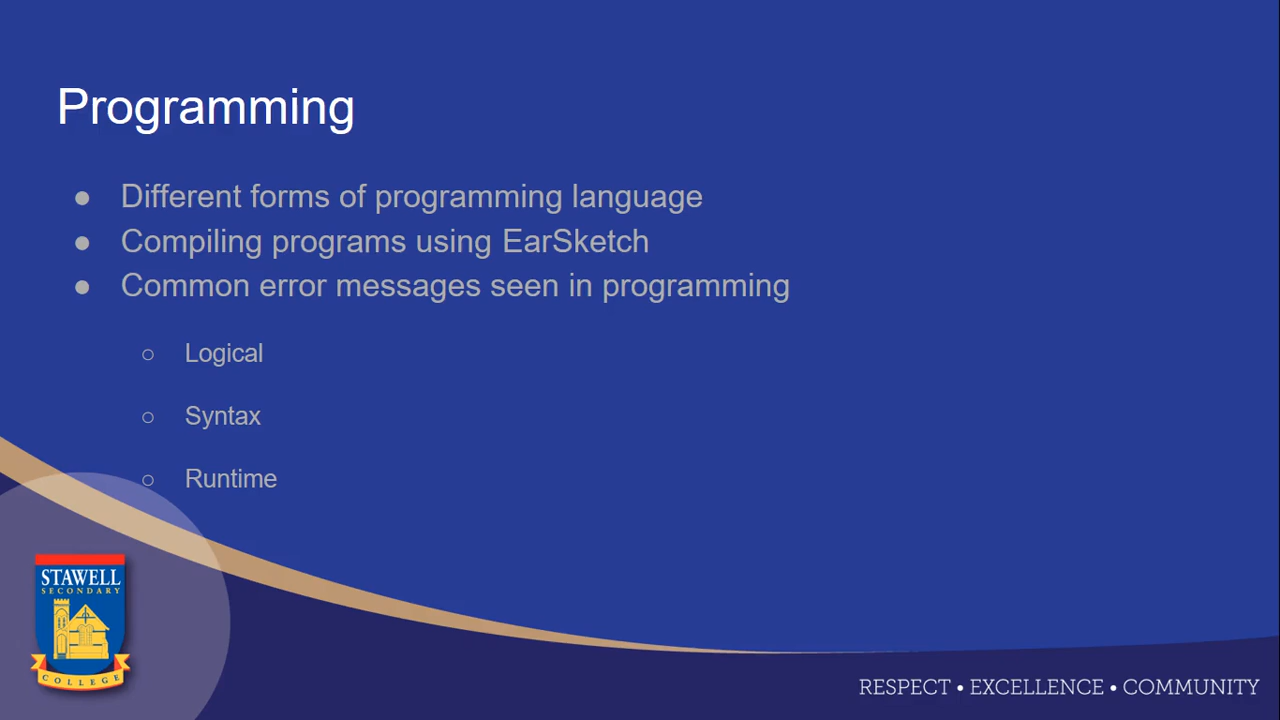 Programming
● Different forms of programming language
● Compiling programs using EarSketch
● Common error messages seen in programming
○ Logical
○ Syntax
○ Runtime
STAWELL
SECONDARY
COLLEGE
RESPECT • EXCELLENCE • COMMUNITY